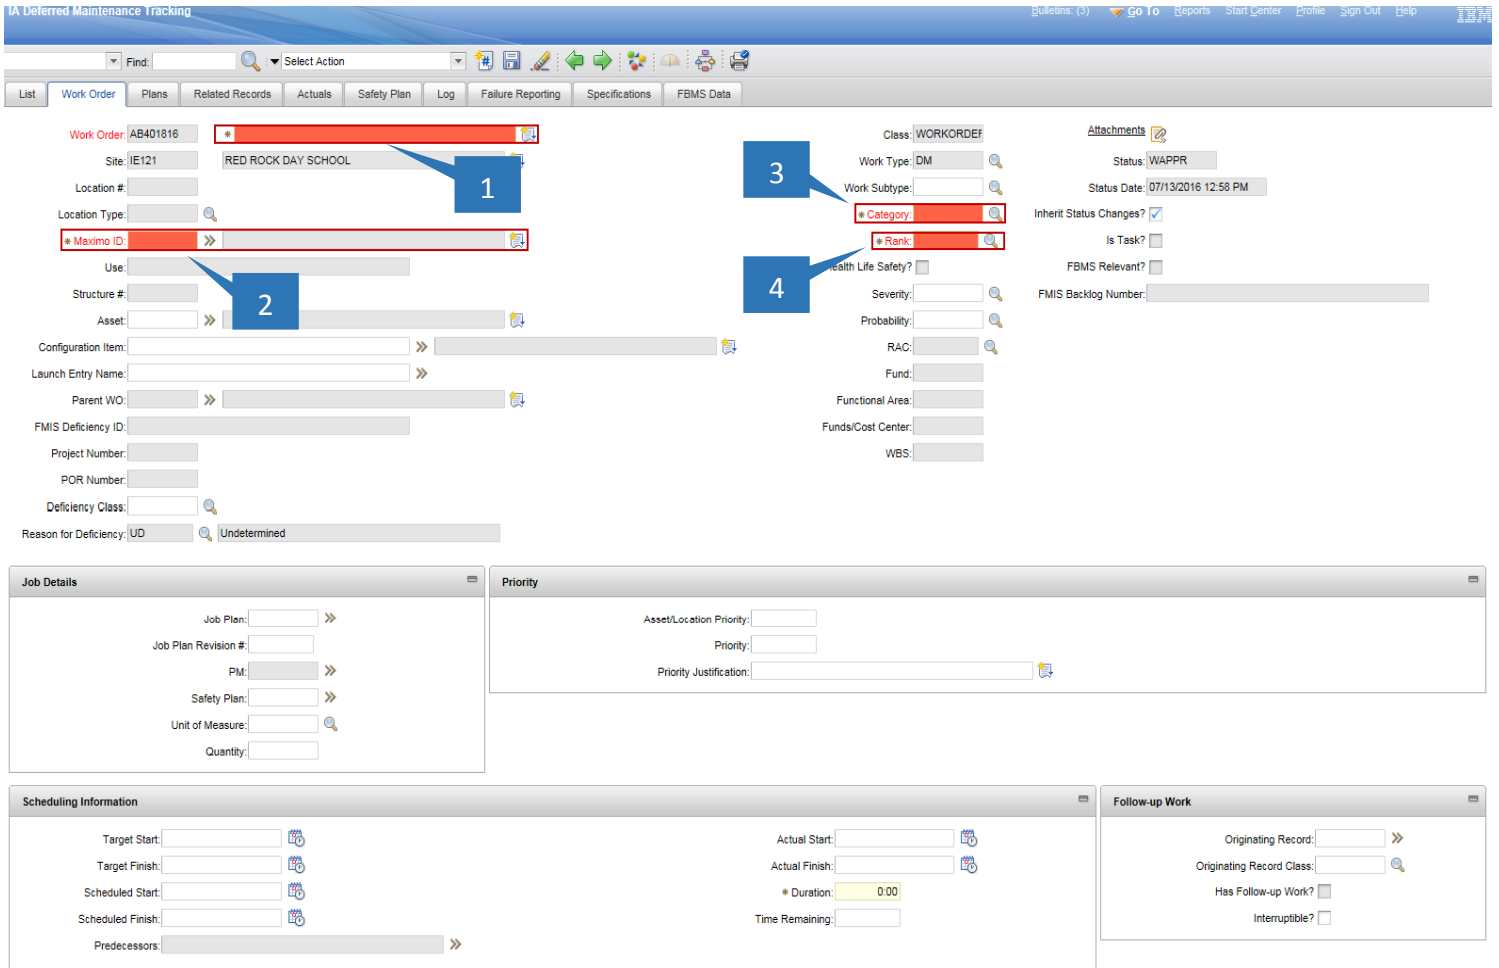 IA Deferred Maintenance Tracking
Bulletins: (3) Go To Reports Start Center Profile Sign Out Help IBM
Find: Select Action
List Work Order Plans Related Records Actuals Safety Plan Log Failure Reporting Specifications FBMS Data
Work Order: AB401816 *
Class: WORKORDER
Attachments
Site: IE121 RED ROCK DAY SCHOOL
Work Type: DM
Status: WAPPR
1
3
Location #:
Work Subtype:
Status Date: 07/13/2016 12:58 PM
Location Type:
* Category:
Inherit Status Changes?
* Maximo ID:
* Rank:
Is Task?
Use:
Health Life Safety?
FBMS Relevant?
2
4
Structure #:
Severity:
FMIS Backlog Number:
Asset:
Probability:
Configuration Item:
RAC:
Launch Entry Name:
Fund:
Parent WO:
Functional Area:
FMIS Deficiency ID:
Funds/Cost Center:
Project Number:
WBS:
POR Number:
Deficiency Class:
Reason for Deficiency: UD Undetermined
Job Details
Priority
Job Plan:
Asset/Location Priority:
Job Plan Revision #:
Priority:
PM:
Priority Justification:
Safety Plan:
Unit of Measure:
Quantity:
Scheduling Information
Follow-up Work
Target Start:
Actual Start:
Originating Record:
Target Finish:
Actual Finish:
Originating Record Class:
Scheduled Start:
* Duration: 0:00
Has Follow-up Work?
Scheduled Finish:
Time Remaining:
Interruptible?
Predecessors: